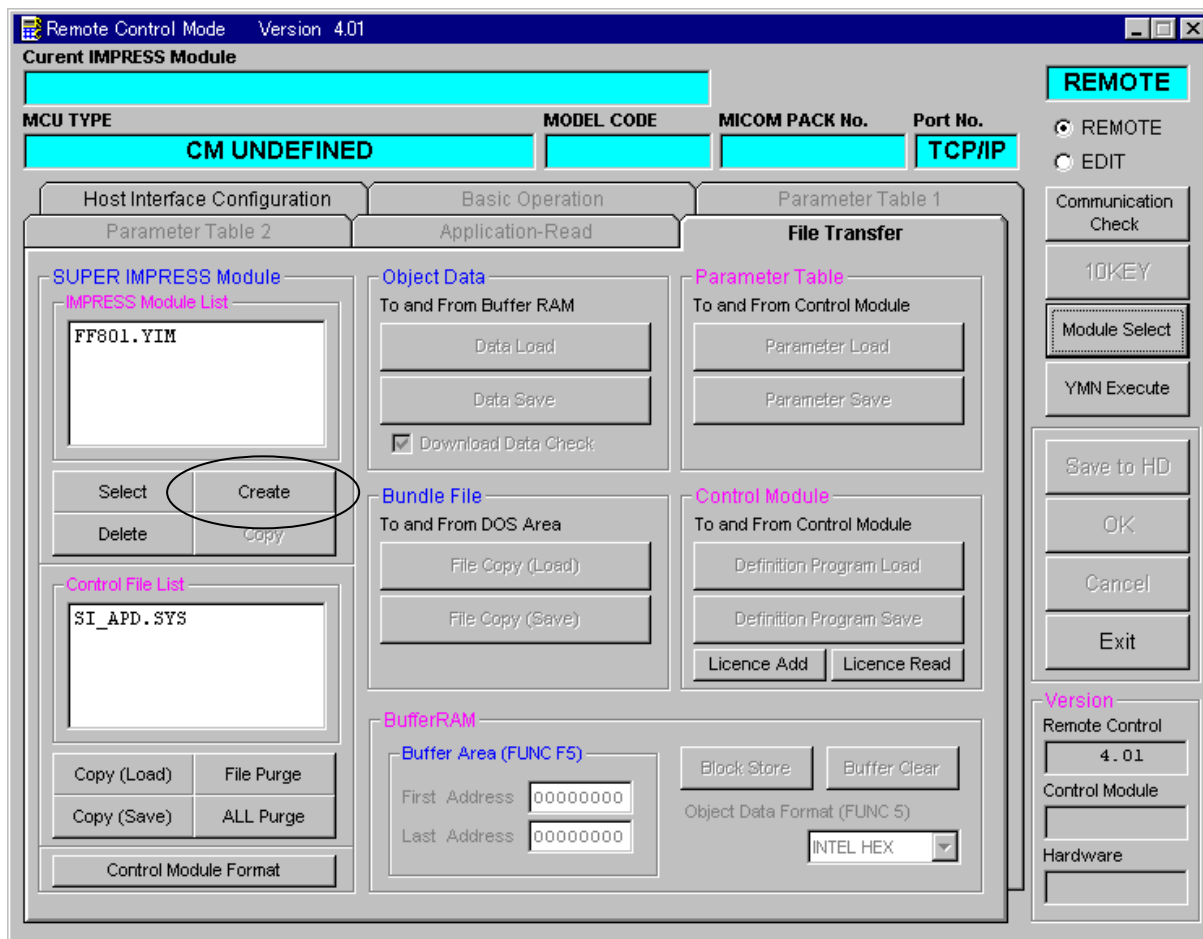 Remote Control Mode Version 4.01
Curent IMPRESS Module
REMOTE
MCU TYPE MODEL CODE MICOM PACK No. Port No.
CM UNDEFINED TCP/IP
REMOTE
EDIT
Host Interface Configuration Basic Operation Parameter Table 1
Parameter Table 2 Application-Read File Transfer
SUPER IMPRESS Module
IMPRESS Module List
FF801.YIM
Select Create
Delete Copy
Control File List
SI_APD.SYS
Copy (Load) File Purge
Copy (Save) ALL Purge
Control Module Format
Object Data
To and From Buffer RAM
Data Load
Data Save
Download Data Check
Parameter Table
To and From Control Module
Parameter Load
Parameter Save
Bundle File
To and From DOS Area
File Copy (Load)
File Copy (Save)
Control Module
To and From Control Module
Definition Program Load
Definition Program Save
Licence Add Licence Read
BufferRAM
Buffer Area (FUNC F5)
First Address 00000000
Last Address 00000000
Block Store Buffer Clear
Object Data Format (FUNC 5)
INTEL HEX
Communication
Check
10KEY
Module Select
YMN Execute
Save to HD
OK
Cancel
Exit
Version
Remote Control
4.01
Control Module
Hardware